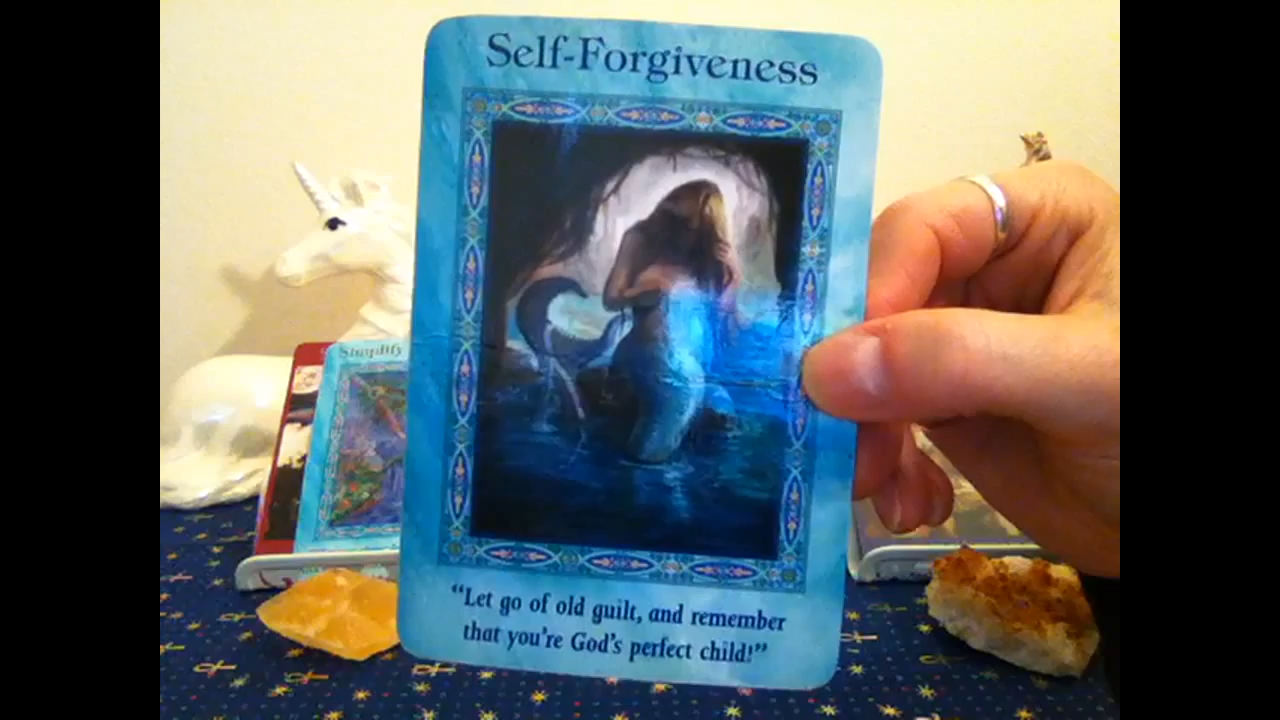 Self-Forgiveness
Simplify
“Let go of old guilt, and remember
that you’re God’s perfect child!”